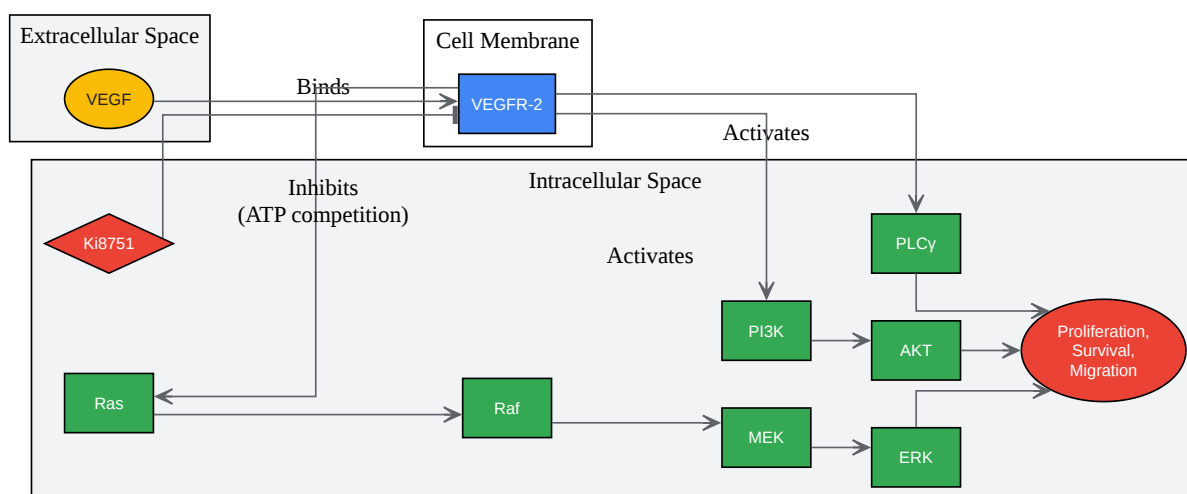 Extracellular Space
Cell Membrane
VEGF
Binds
VEGFR-2
Activates
Intracellular Space
Inhibits
(ATP competition)
Ki8751
PLCγ
Activates
PI3K
AKT
Proliferation,
Survival,
Migration
Ras
Raf
MEK
ERK